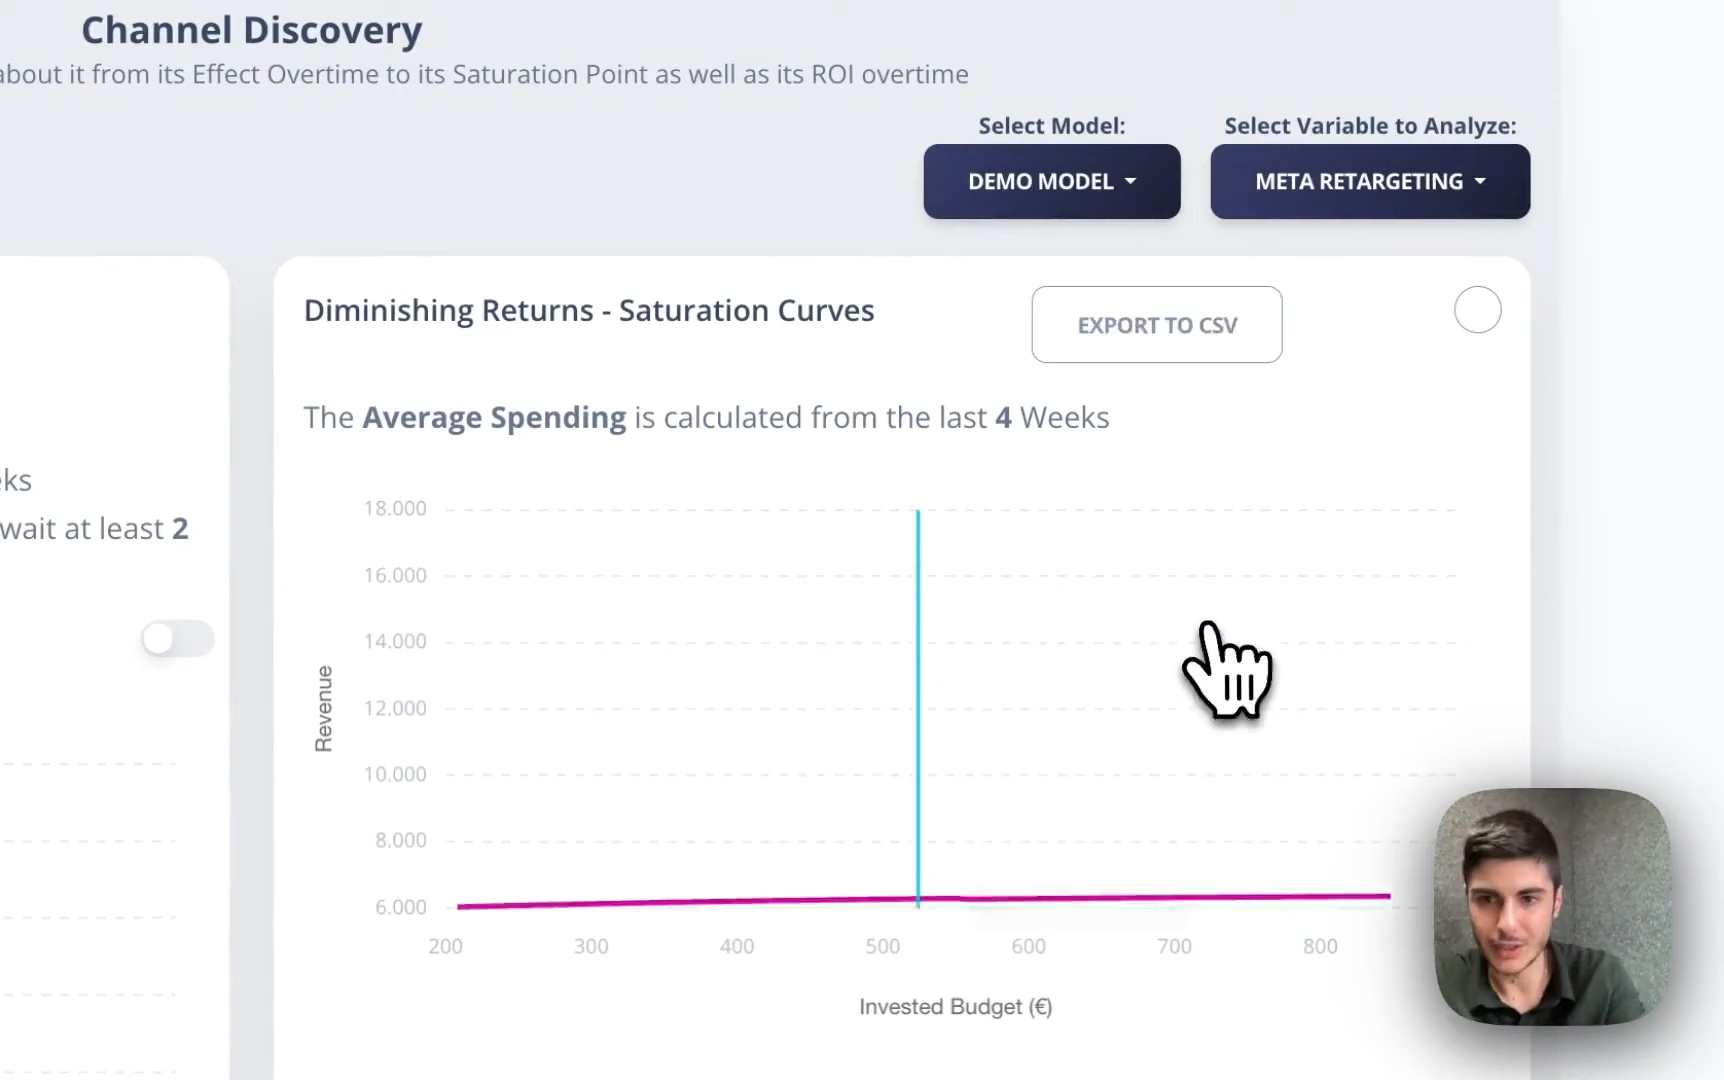 Channel Discovery
about it from its Effect Overtime to its Saturation Point as well as its ROI overtime
Select Model:
Select Variable to Analyze:
DEMO MODEL
META RETARGETING
Diminishing Returns - Saturation Curves
EXPORT TO CSV
The Average Spending is calculated from the last 4 Weeks
wait at least 2
18.000
16.000
14.000
12.000
10.000
8.000
6.000
Revenue
200 300 400 500 600 700 800
Invested Budget (€)